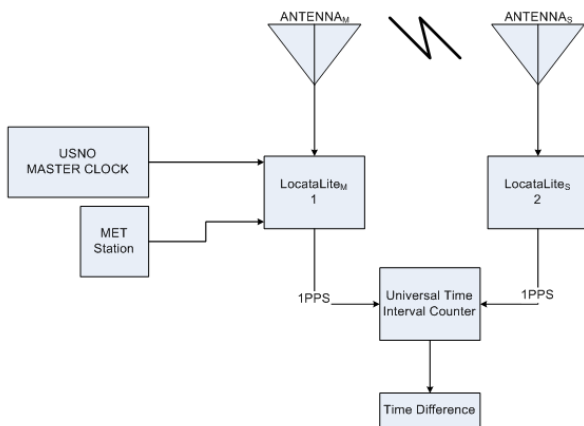 ANTENNAM
ANTENNAS
USNO
MASTER CLOCK
LocataLiteM
1
LocataLiteS
2
MET
Station
1PPS
Universal Time
Interval Counter
1PPS
Time Difference